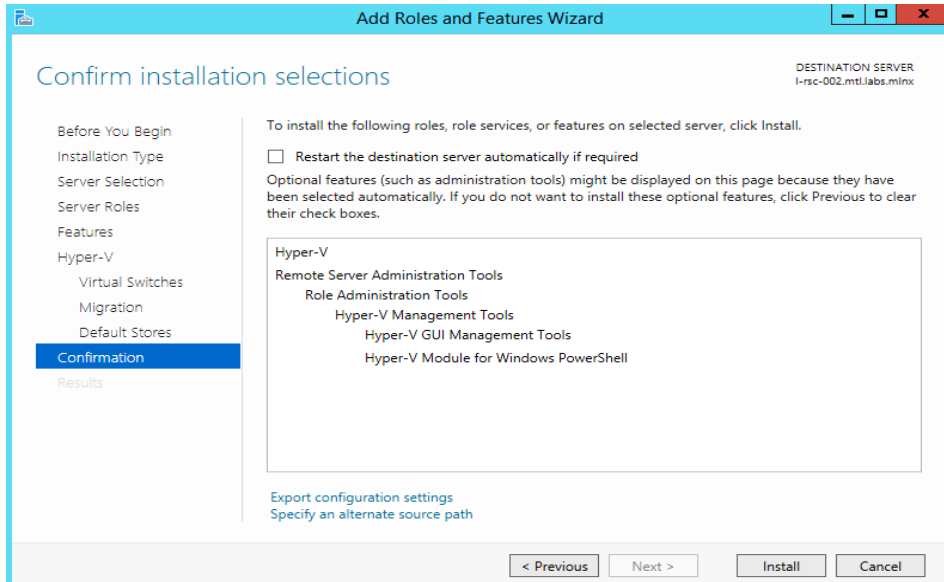 Add Roles and Features Wizard
Confirm installation selections
DESTINATION SERVER
l-rsc-002.mtl.labs.mlnx
Before You Begin
Installation Type
Server Selection
Server Roles
Features
Hyper-V
Virtual Switches
Migration
Default Stores
Confirmation
Results
To install the following roles, role services, or features on selected server, click Install.
Restart the destination server automatically if required
Optional features (such as administration tools) might be displayed on this page because they have
been selected automatically. If you do not want to install these optional features, click Previous to clear
their check boxes.
Hyper-V
Remote Server Administration Tools
Role Administration Tools
Hyper-V Management Tools
Hyper-V GUI Management Tools
Hyper-V Module for Windows PowerShell
Export configuration settings
Specify an alternate source path
< Previous
Next >
Install
Cancel